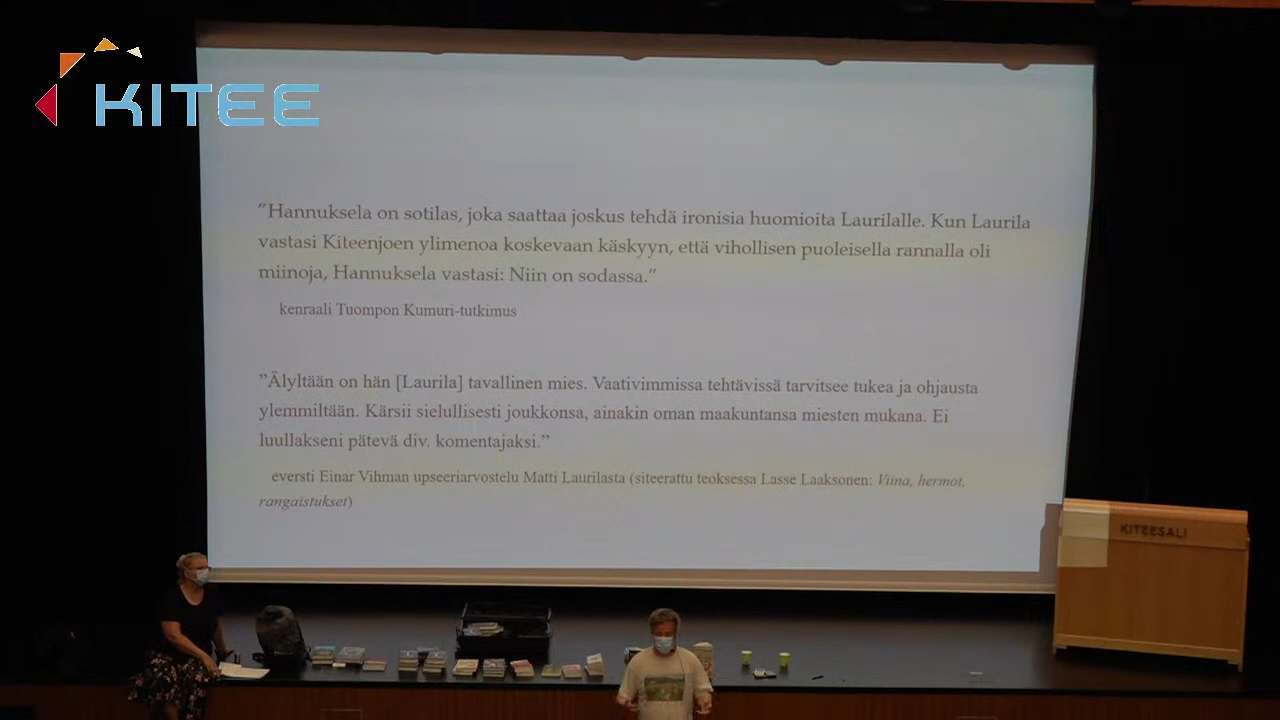 KITEE
"Hannuksela on sotilas, joka saattaa joskus tehdä ironisia huomioita Laurilalle. Kun Laurila
vastasi Kiteenjoen ylimenoa koskevaan käskyyn, että vihollisen puoleisella rannalla oli
miinoja, Hannuksela vastasi: Niin on sodassa."
kenraali Tuompon Kumuri-tutkimus
"Älyltään on hän [Laurila] tavallinen mies. Vaativimmissa tehtävissä tarvitsee tukea ja ohjausta
ylemmiltään. Kärsii sielullisesti joukkonsa, ainakin oman maakuntansa miesten mukana. Ei
luullakseni pätevä div. komentajaksi."
eversti Einar Vihman upseeriarvostelu Matti Laurilasta (siteerattu teoksessa Lasse Laaksonen: Viina, hermot,
rangaistukset)
KITEESALI